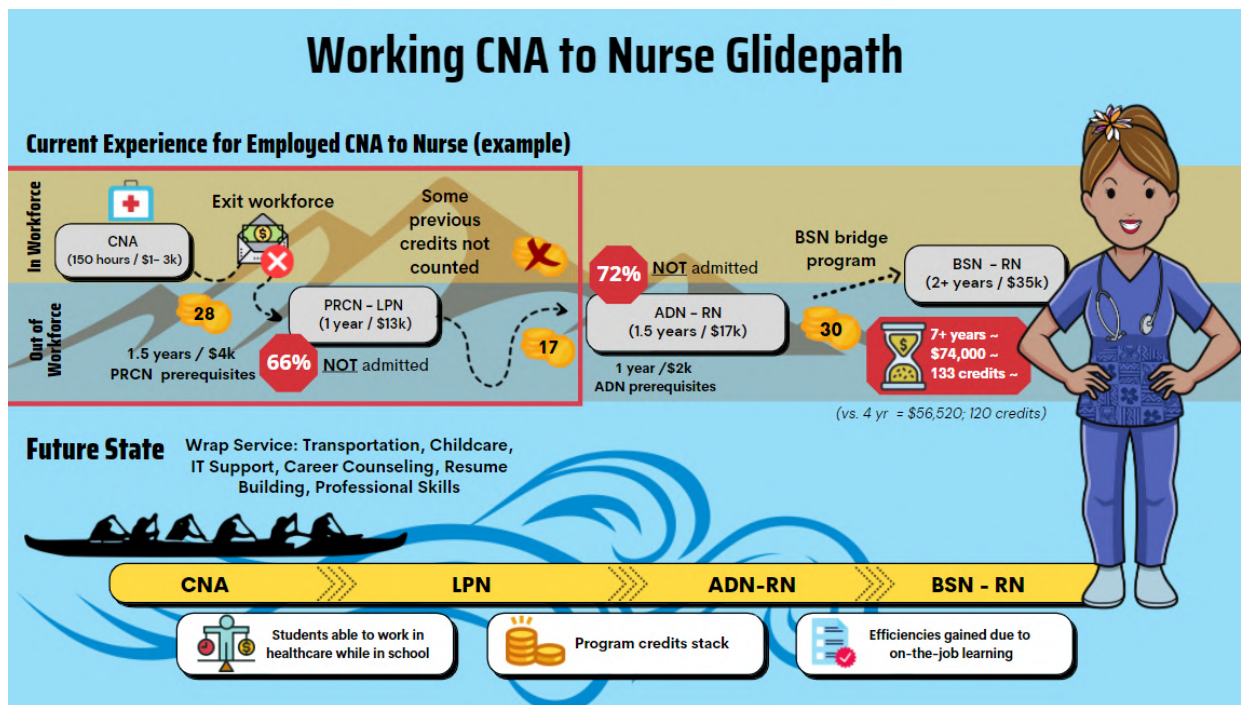 Working CNA to Nurse Glidepath
Current Experience for Employed CNA to Nurse (example)
In Workforce
Out of
Workforce
CNA
(150 hours / $1- 3k)
Exit workforce
Some
previous
credits not
counted
28
1.5 years / $4k
PRCN prerequisites
PRCN - LPN
(1 year / $13k)
66%
NOT admitted
17
72%
NOT admitted
ADN - RN
(1.5 years / $17k)
1 year /$2k
ADN prerequisites
30
BSN bridge
program
BSN - RN
(2+ years / $35k)
7+ years ~
$74,000 ~
133 credits ~
(vs. 4 yr = $56,520; 120 credits)
Future State
Wrap Service: Transportation, Childcare,
IT Support, Career Counseling, Resume
Building, Professional Skills
CNA
LPN
ADN-RN
BSN - RN
Students able to work in
healthcare while in school
Program credits stack
Efficiencies gained due to
on-the-job learning